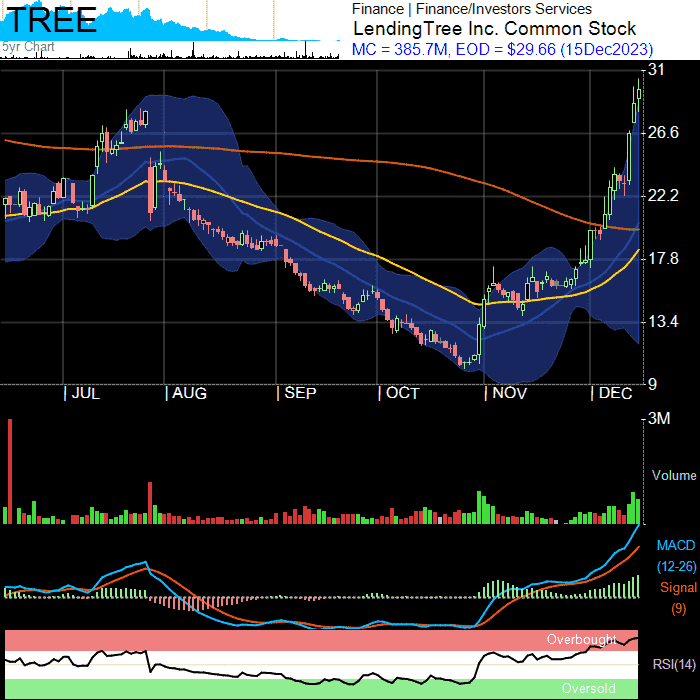 TREE
5yr Chart
Finance | Finance/Investors Services
LendingTree Inc. Common Stock
MC = 385.7M, EOD = $29.66 (15Dec2023)
31
26.6
22.2
17.8
13.4
9
| JUL | AUG | SEP | OCT | NOV | DEC
3M
Volume
MACD
(12-26)
Signal
(9)
Overbought
RSI(14)
Oversold